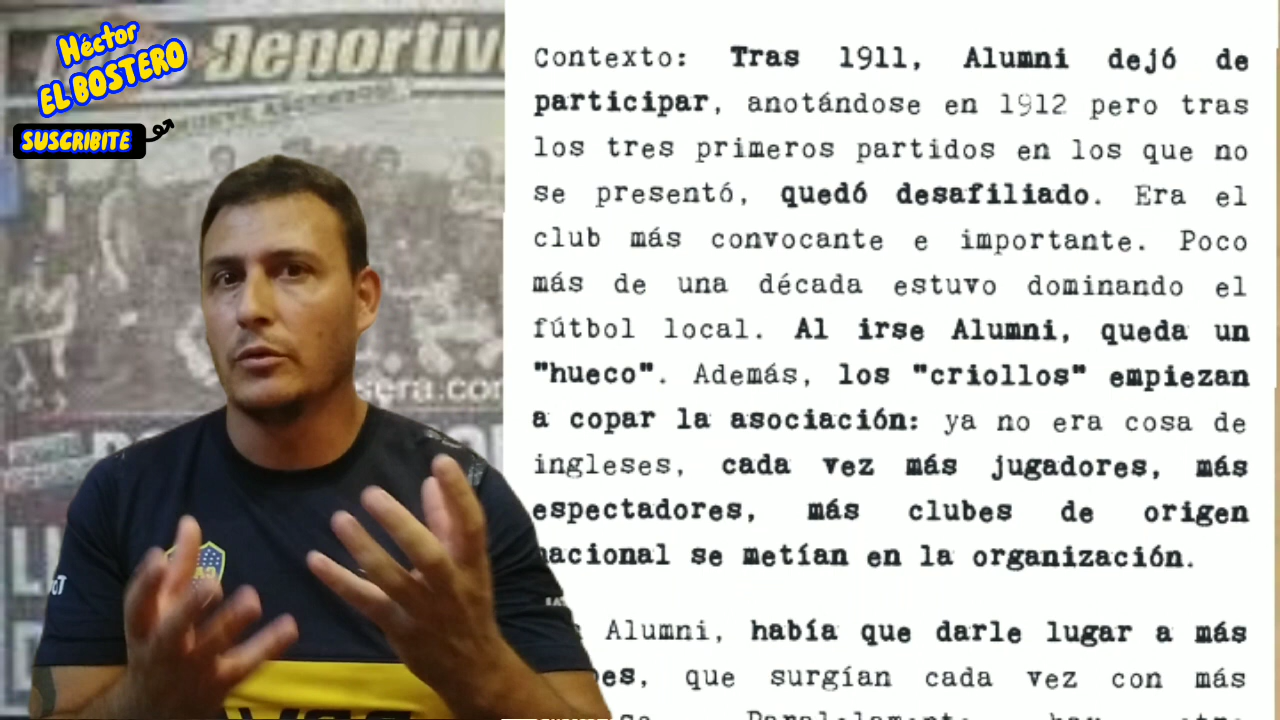 Héctor
EL BOSTERO
SUSCRIBITE
Deportiv
sera.com
Contexto: Tras 1911, Alumni dejó de
participar, anotándose en 1912 pero tras
los tres primeros partidos en los que no
se presentó, quedó desafiliado. Era el
club más convocante e importante. Poco
más de una década estuvo dominando el
fútbol local. Al irse Alumni, queda un
"hueco". Además, los "criollos" empiezan
a copar la asociación: ya no era cosa de
ingleses, cada vez más jugadores, más
espectadores, más clubes de origen
nacional se metían en la organización.
Alumni, había que darle lugar a más
es, que surgían cada vez con más